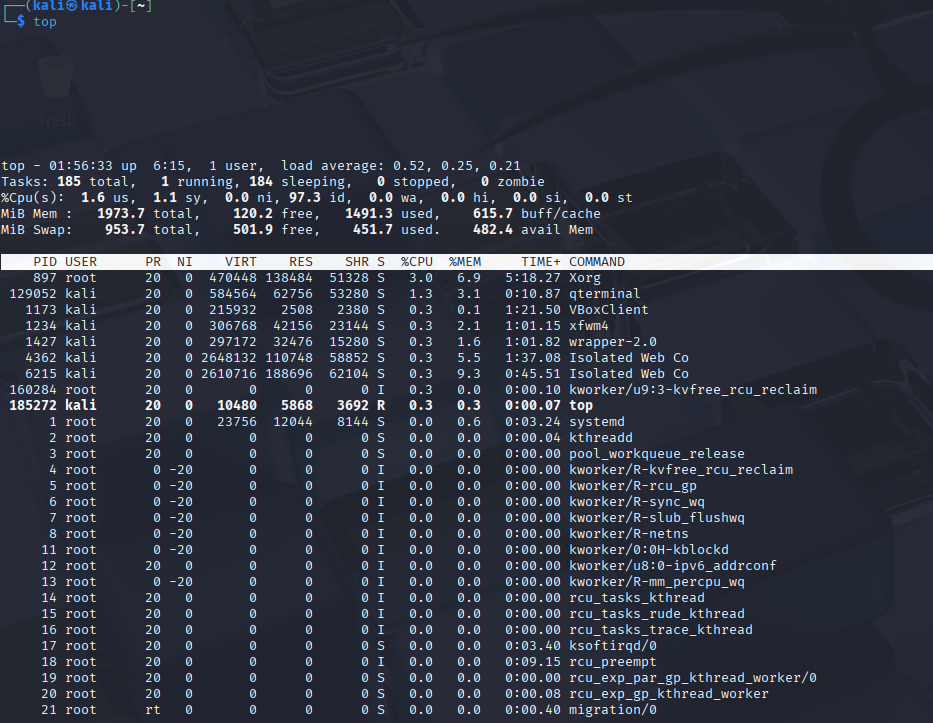 ┌──(kali㉿kali)-[~]
└─$ top
Trash
top - 01:56:33 up  6:15,  1 user,  load average: 0.52, 0.25, 0.21
Tasks: 185 total,   1 running, 184 sleeping,   0 stopped,   0 zombie
%Cpu(s):  1.6 us,  1.1 sy,  0.0 ni, 97.3 id,  0.0 wa,  0.0 hi,  0.0 si,  0.0 st
MiB Mem :   1973.7 total,    120.2 free,   1491.3 used,    615.7 buff/cache
MiB Swap:    953.7 total,    501.9 free,    451.7 used.    482.4 avail Mem
    PID USER      PR  NI    VIRT    RES    SHR S  %CPU  %MEM     TIME+ COMMAND
    897 root      20   0  470448 138484  51328 S   3.0   6.9   5:18.27 Xorg
 129052 kali      20   0  584564  62756  53280 S   1.3   3.1   0:10.87 qterminal
   1173 kali      20   0  215932   2508   2380 S   0.3   0.1   1:21.50 VBoxClient
   1234 kali      20   0  306768  42156  23144 S   0.3   2.1   1:01.15 xfwm4
   1427 kali      20   0  297172  32476  15280 S   0.3   1.6   1:01.82 wrapper-2.0
   4362 kali      20   0 2648132 110748  58852 S   0.3   5.5   1:37.08 Isolated Web Co
   6215 kali      20   0 2610716 188696  62104 S   0.3   9.3   0:45.51 Isolated Web Co
 160284 root      20   0       0      0      0 I   0.3   0.0   0:00.10 kworker/u9:3-kvfree_rcu_reclaim
 185272 kali      20   0   10480   5868   3692 R   0.3   0.3   0:00.07 top
      1 root      20   0   23756  12044   8144 S   0.0   0.6   0:03.24 systemd
      2 root      20   0       0      0      0 S   0.0   0.0   0:00.04 kthreadd
      3 root      20   0       0      0      0 S   0.0   0.0   0:00.00 pool_workqueue_release
      4 root       0 -20       0      0      0 I   0.0   0.0   0:00.00 kworker/R-kvfree_rcu_reclaim
      5 root       0 -20       0      0      0 I   0.0   0.0   0:00.00 kworker/R-rcu_gp
      6 root       0 -20       0      0      0 I   0.0   0.0   0:00.00 kworker/R-sync_wq
      7 root       0 -20       0      0      0 I   0.0   0.0   0:00.00 kworker/R-slub_flushwq
      8 root       0 -20       0      0      0 I   0.0   0.0   0:00.00 kworker/R-netns
     11 root       0 -20       0      0      0 I   0.0   0.0   0:00.00 kworker/0:0H-kblockd
     12 root      20   0       0      0      0 I   0.0   0.0   0:00.00 kworker/u8:0-ipv6_addrconf
     13 root       0 -20       0      0      0 I   0.0   0.0   0:00.00 kworker/R-mm_percpu_wq
     14 root      20   0       0      0      0 I   0.0   0.0   0:00.00 rcu_tasks_kthread
     15 root      20   0       0      0      0 I   0.0   0.0   0:00.00 rcu_tasks_rude_kthread
     16 root      20   0       0      0      0 I   0.0   0.0   0:00.00 rcu_tasks_trace_kthread
     17 root      20   0       0      0      0 S   0.0   0.0   0:03.40 ksoftirqd/0
     18 root      20   0       0      0      0 I   0.0   0.0   0:09.15 rcu_preempt
     19 root      20   0       0      0      0 S   0.0   0.0   0:00.00 rcu_exp_par_gp_kthread_worker/0
     20 root      20   0       0      0      0 S   0.0   0.0   0:00.08 rcu_exp_gp_kthread_worker
     21 root      rt   0       0      0      0 S   0.0   0.0   0:00.40 migration/0